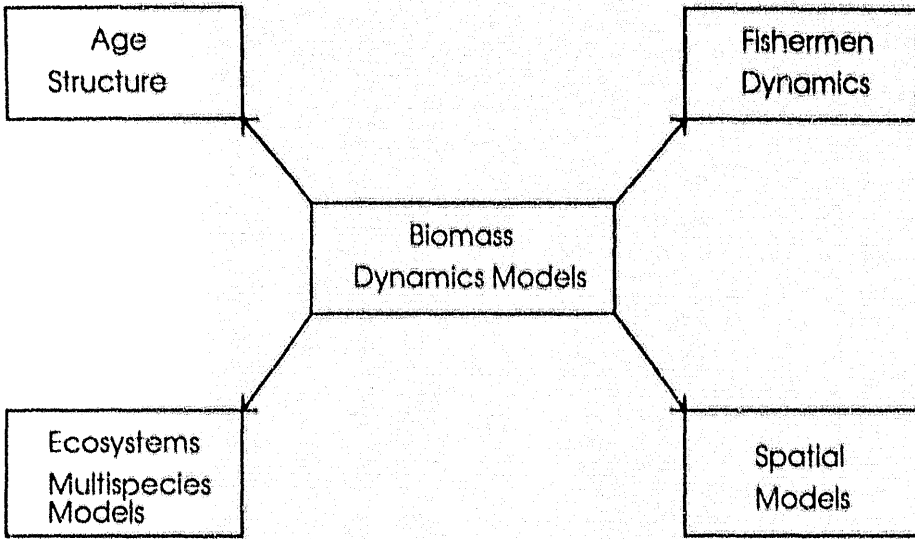 Age
Structure
Fishermen
Dynamics
Biomass
Dynamics Models
Ecosystems
Multispecies
Models
Spatial
Models